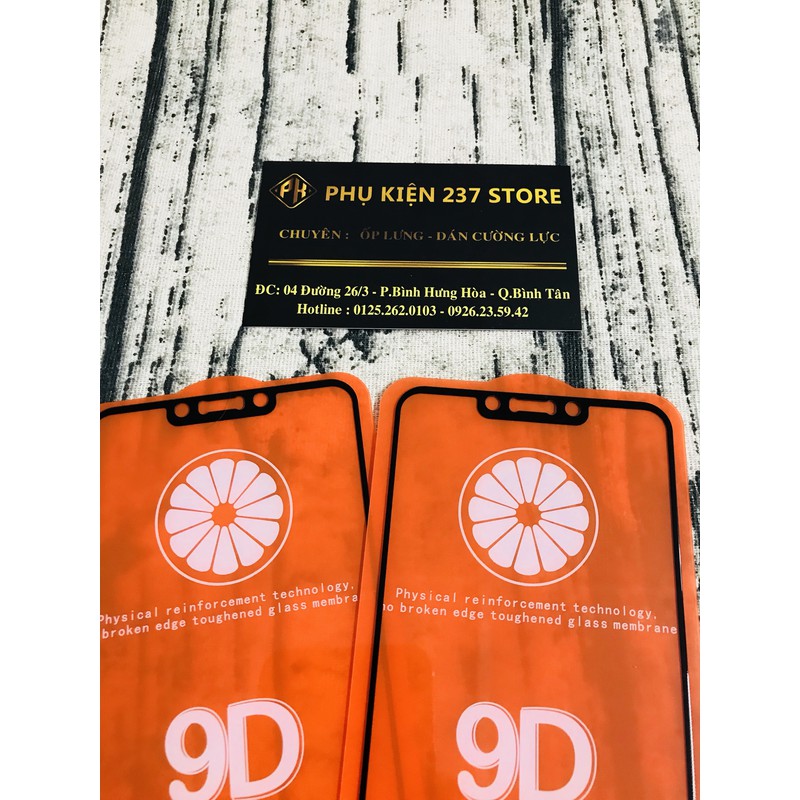 PK PHỤ KIỆN 237 STORE
CHUYÊN : ỐP LƯNG - DÁN CƯỜNG LỰC
ĐC: 04 Đường 26/3 - P.Bình Hưng Hòa - Q.Bình Tân
Hotline : 0125.262.0103 - 0926.23.59.42
Physical reinforcement technology,
broken edge toughened glass membra
9D
Physical reinforcement technology,
no broken edge toughened glass membrane
9D